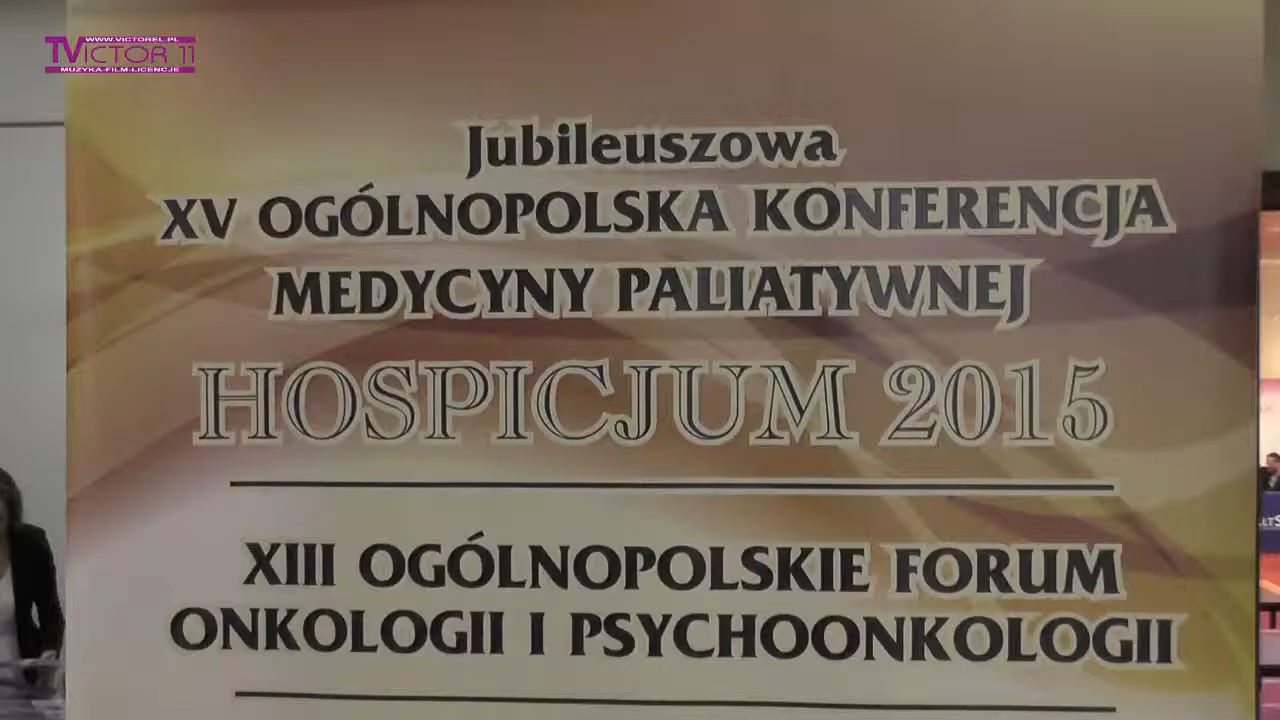 WWW.VICTOREL.PL
TVICTOR 11
MUZYKA-FILM-LICENCJE
Jubileuszowa
XV OGÓLNOPOLSKA KONFERENCJA
MEDYCYNY PALIATYWNEJ
HOSPICJUM 2015
XIII OGÓLNOPOLSKIE FORUM
ONKOLOGII I PSYCHOONKOLOGII